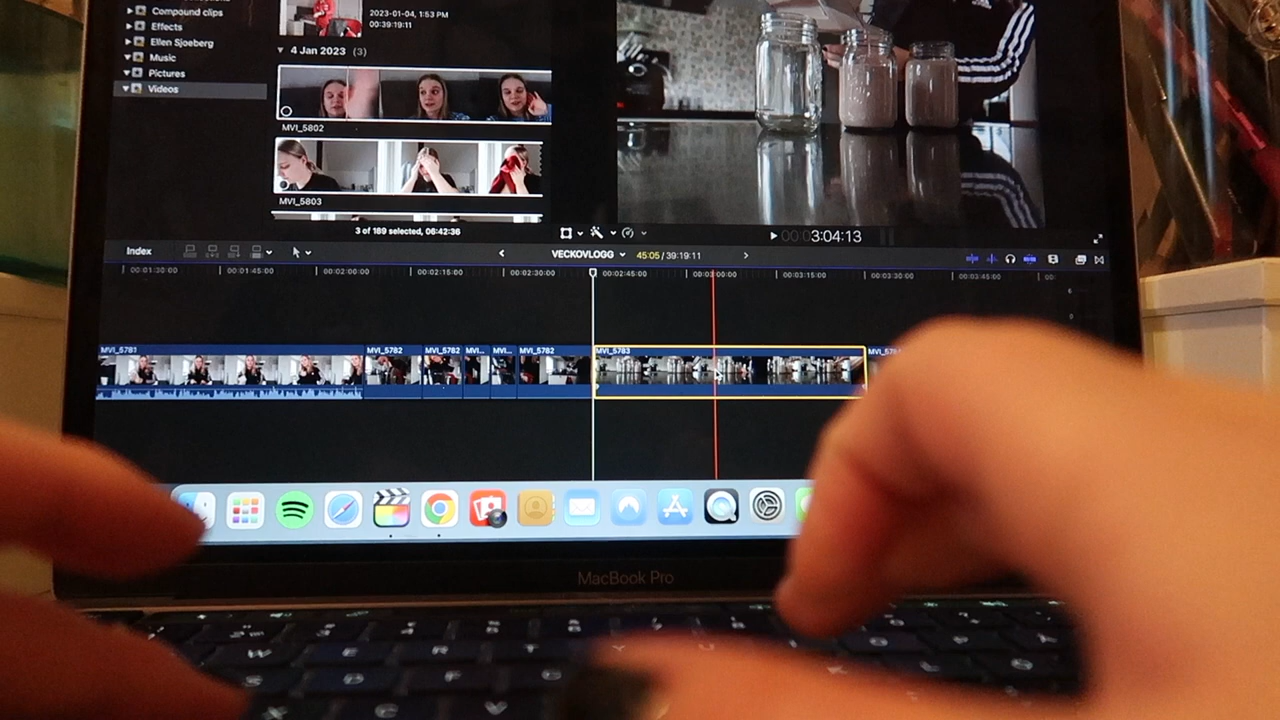 Compound clips
Effects
Ellen Sjoeberg
Music
Pictures
Videos
2023-01-04, 1:53 PM
00:39:19:11
4 Jan 2023 (3)
MVI_5802
MVI_5803
3 of 189 selected, 06:42:36
00:03:04:13
Index
VECKOVLOGG
45:05 / 39:19:11
00:01:30:00
00:01:45:00
00:02:00:00
00:02:15:00
00:02:30:00
00:02:45:00
00:03:00:00
00:03:15:00
00:03:30:00
00:03:45:00
MVI_5781
MVI_5782
MVI_5782
MVI...
MVI...
MVI_5782
MVI_5783
MacBook Pro
W
E
R